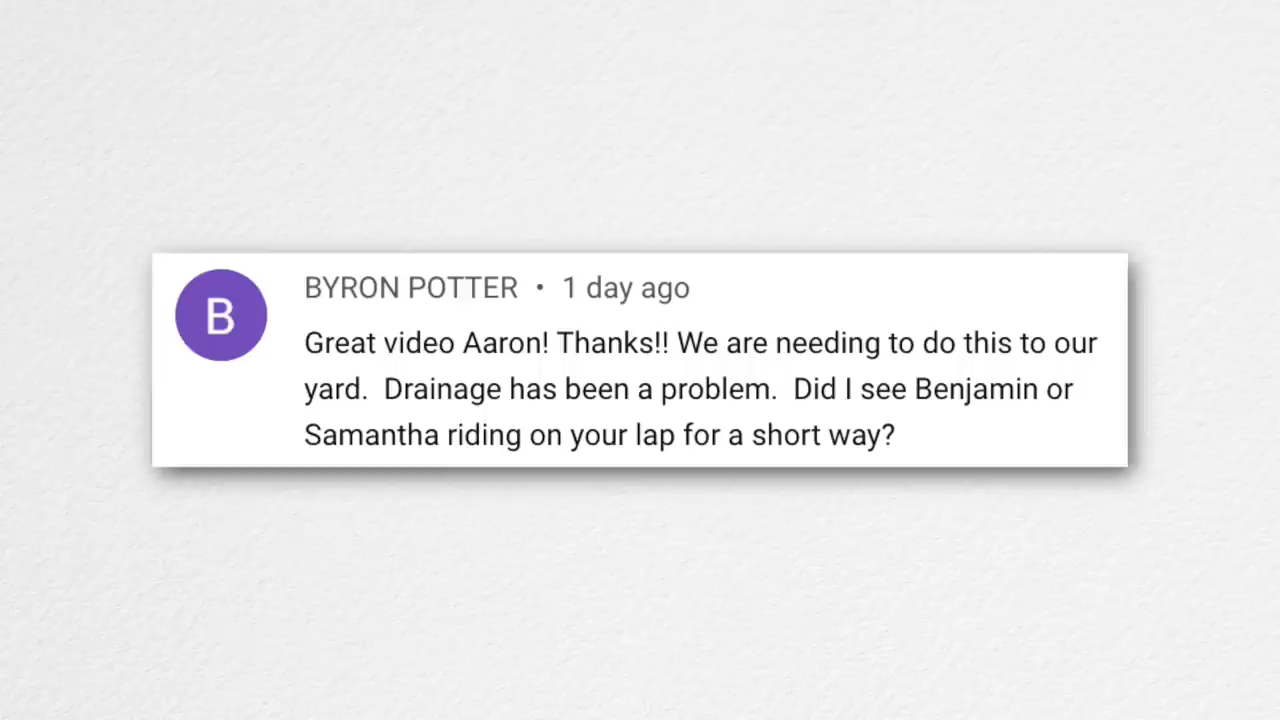 B
BYRON POTTER • 1 day ago
Great video Aaron! Thanks!! We are needing to do this to our
yard.  Drainage has been a problem.  Did I see Benjamin or
Samantha riding on your lap for a short way?